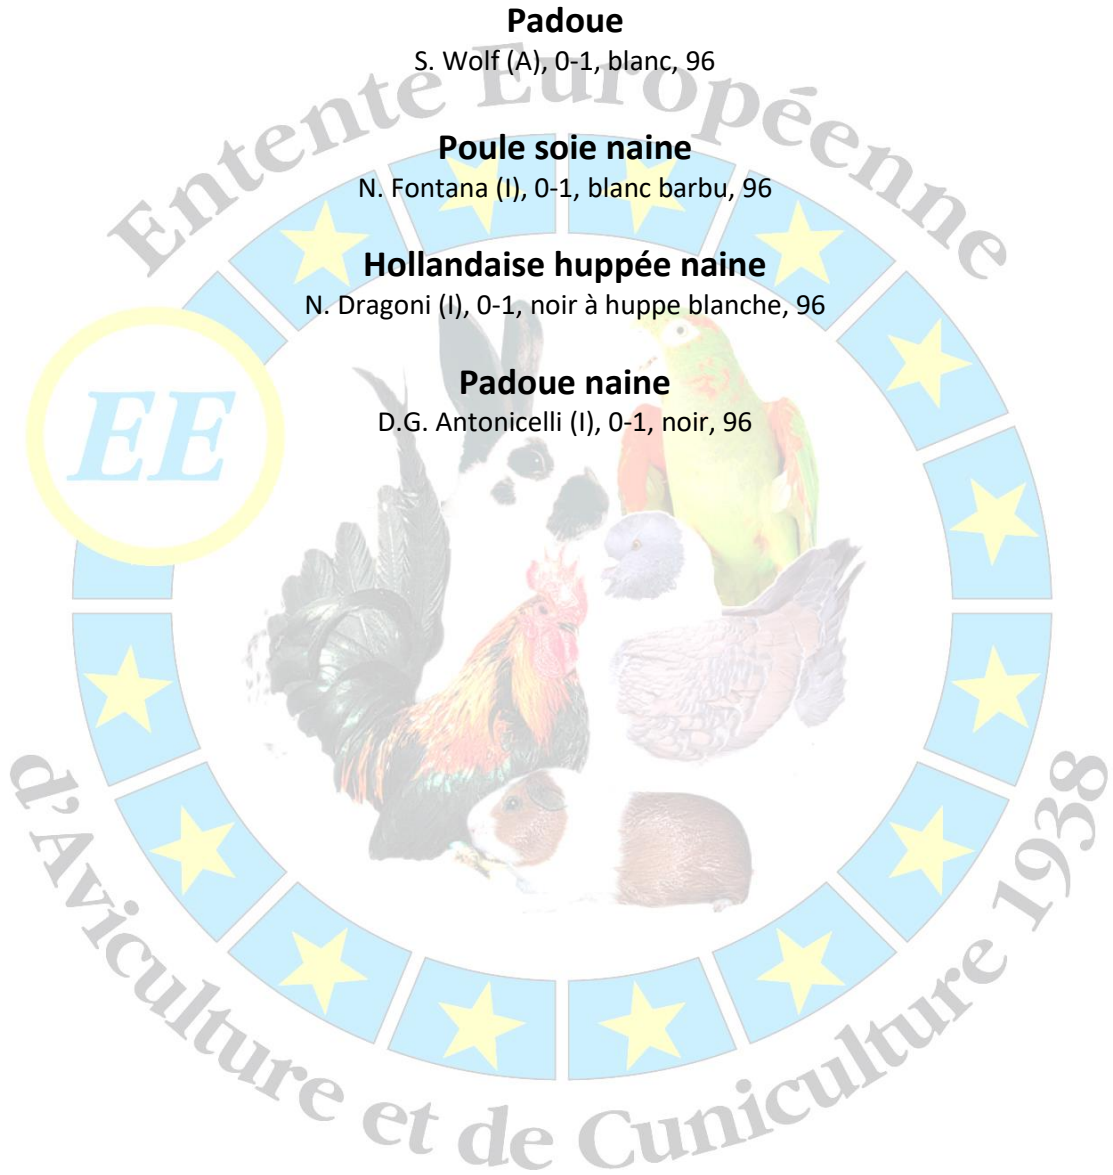 Padoue
S. Wolf (A), 0-1, blanc, 96
Poule soie naine
N. Fontana (I), 0-1, blanc barbu, 96
Hollandaise huppée naine
N. Dragoni (I), 0-1, noir à huppe blanche, 96
Padoue naine
D.G. Antonicelli (I), 0-1, noir, 96
Entente Européenne
EE
d'Aviculture et de Cuniculture 1938